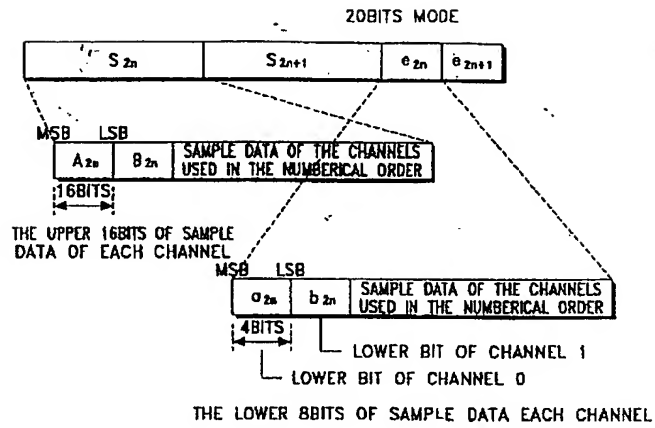 20BITS MODE
S2n S2n+1 e2n e2n+1
MSB LSB
A2n B2n SAMPLE DATA OF THE CHANNELS
USED IN THE NUMBERICAL ORDER
16BITS
THE UPPER 16BITS OF SAMPLE
DATA OF EACH CHANNEL
MSB LSB
a2n b2n SAMPLE DATA OF THE CHANNELS
USED IN THE NUMBERICAL ORDER
4BITS
LOWER BIT OF CHANNEL 1
LOWER BIT OF CHANNEL 0
THE LOWER 8BITS OF SAMPLE DATA EACH CHANNEL